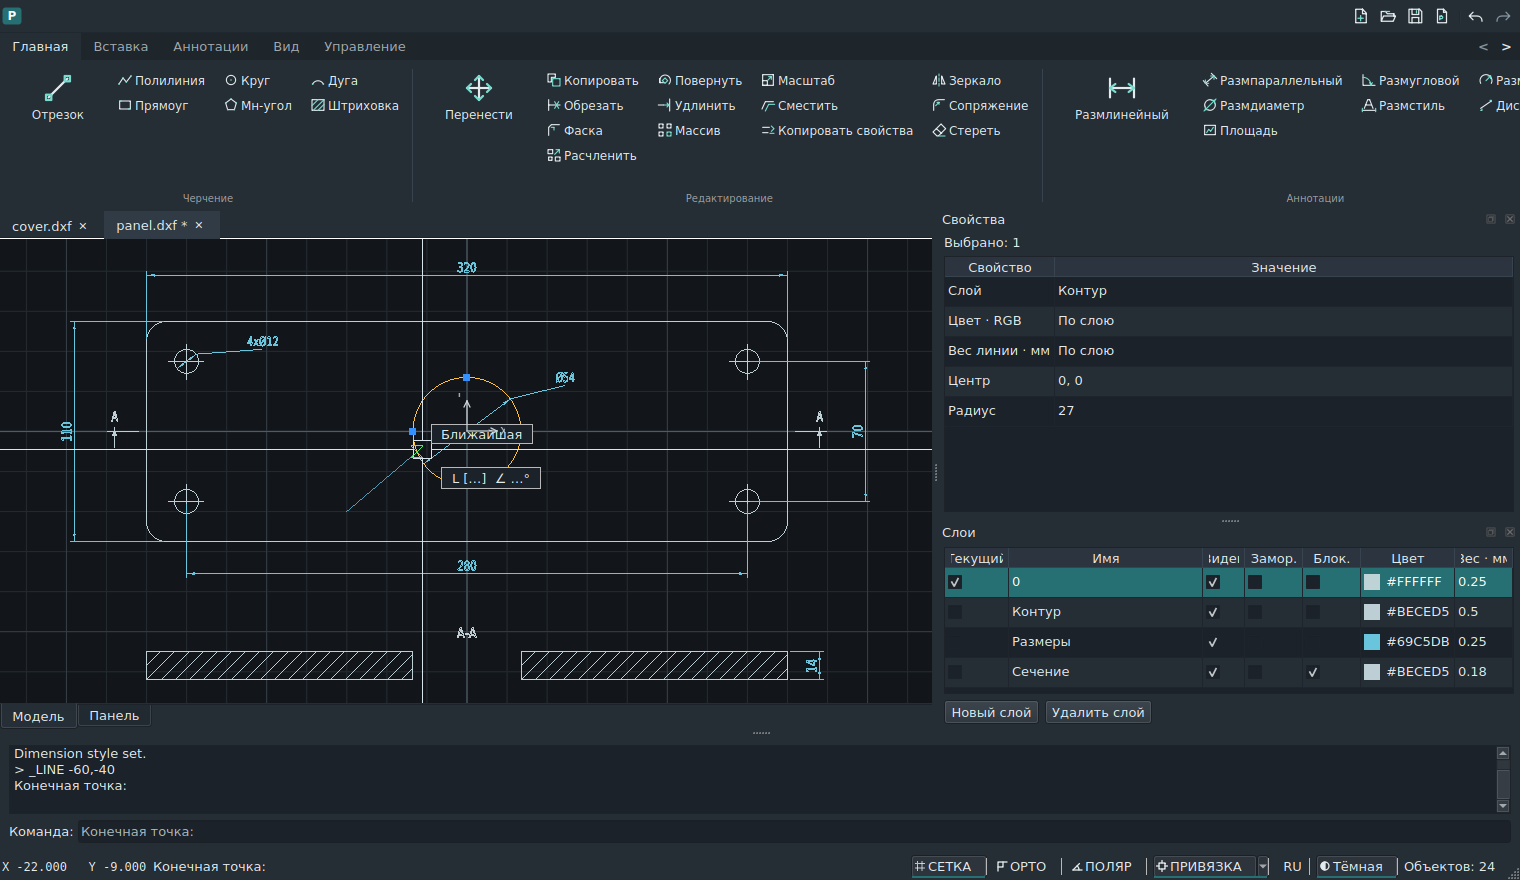 P
Главная Вставка Аннотации Вид Управление < >
Отрезок
Полилиния Круг Дуга
Прямоуг Мн-угол Штриховка
Черчение
Перенести
Копировать Повернуть Масштаб Зеркало
Обрезать Удлинить Сместить Сопряжение
Фаска Массив Копировать свойства Стереть
Расчленить
Редактирование
Размлинейный
Размпараллельный Размугловой Раз
Размдиаметр Размстиль Дис
Площадь
Аннотации
cover.dxf × panel.dxf * ×
320
4xØ12
Ø54
110
A A
70
Ближайшая
L [...] ∠ ...°
280
A-A
14
Модель Панель
Свойства
Выбрано: 1
Свойство Значение
Слой Контур
Цвет · RGB По слою
Вес линии · мм По слою
Центр 0, 0
Радиус 27
Слои
Текущий Имя Виде Замор. Блок. Цвет Вес · мм
0 #FFFFFF 0.25
Контур #BECED5 0.5
Размеры #69C5DB 0.25
Сечение #BECED5 0.18
Новый слой Удалить слой
Dimension style set.
> _LINE -60,-40
Конечная точка:
Команда: Конечная точка:
X -22.000 Y -9.000 Конечная точка: СЕТКА ОРТО ПОЛЯР ПРИВЯЗКА RU Тёмная Объектов: 24